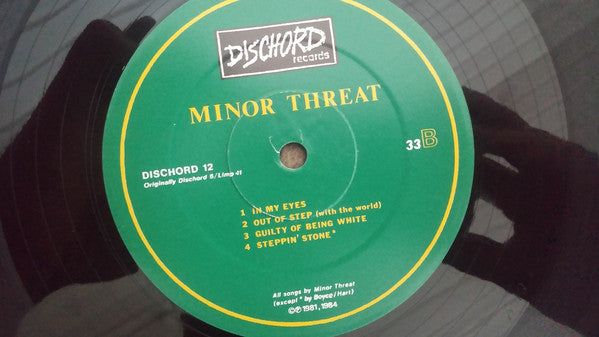 DISCHORD
records
MINOR THREAT
33 B
DISCHORD 12
Originally Dischord 5/Limp 41
1 IN MY EYES
2 OUT OF STEP (with the world)
3 GUILTY OF BEING WHITE
4 STEPPIN' STONE*
All songs by Minor Threat
(except * by Boyce/Hart)
©℗ 1981, 1984